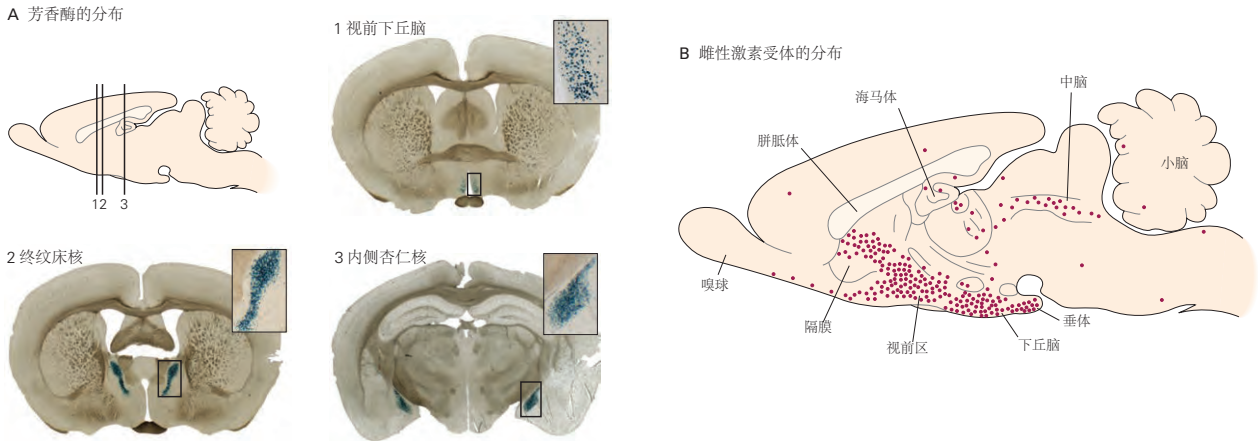 A 芳香酶的分布
12 3
1 视前下丘脑
2 终纹床核
3 内侧杏仁核
B 雌性激素受体的分布
中脑
海马体
胼胝体
小脑
嗅球
隔膜
视前区
下丘脑
垂体